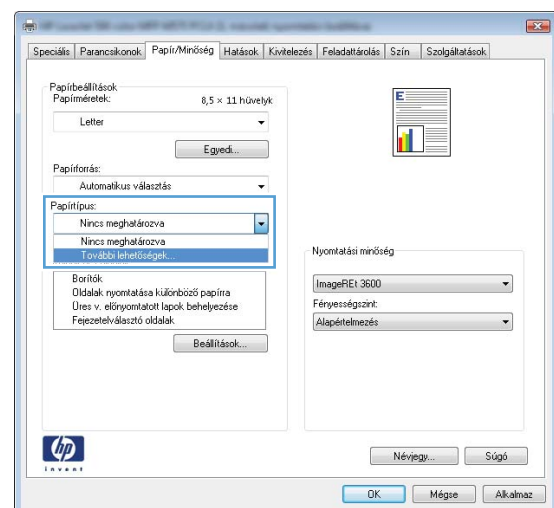 Speciális Parancsikonok Papír/Minőség Hatások Kivitelezés Feladattárolás Szín Szolgáltatások
Papírbeállítások
Papírméretek: 8,5 × 11 hüvelyk
Letter
Egyedi...
Papírforrás:
Automatikus választás
Papírtípus:
Nincs meghatározva
Nincs meghatározva
További lehetőségek...
Borítók
Oldalak nyomtatása különböző papírra
Üres v. előnyomtatott lapok behelyezése
Fejezetelválasztó oldalak
Beállítások...
E
Nyomtatási minőség
ImageREt 3600
Fényességszint:
Alapértelmezés
hp
invent
Névjegy... Súgó
OK Mégse Alkalmaz